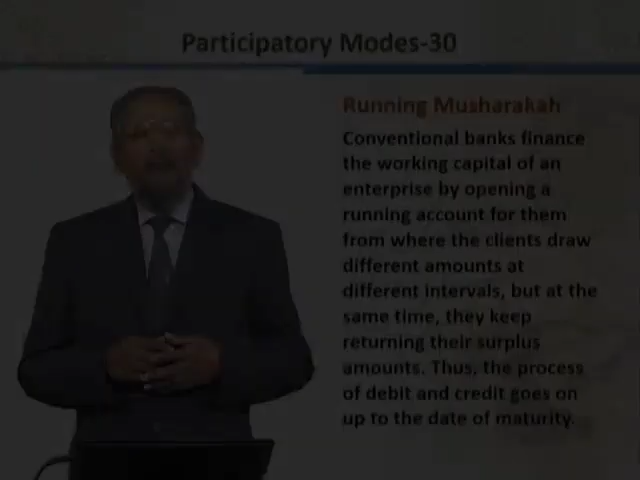 Participatory Modes-30
Running Musharakah
Conventional banks finance
the working capital of an
enterprise by opening a
running account for them
from where the clients draw
different amounts at
different intervals, but at the
same time, they keep
returning their surplus
amounts. Thus, the process
of debit and credit goes on
up to the date of maturity.